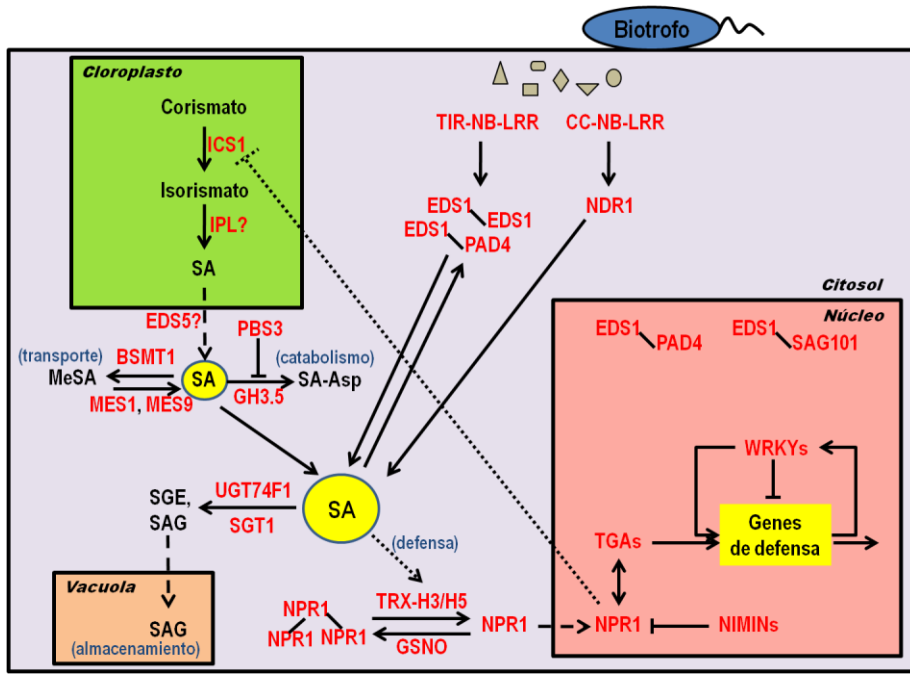 Biotrofo
Cloroplasto
Corismato
ICS1
Isorismato
IPL?
SA
EDS5?
PBS3
(transporte)
BSMT1
(catabolismo)
MeSA
SA
SA-Asp
GH3.5
MES1, MES9
TIR-NB-LRR
CC-NB-LRR
EDS1
EDS1
EDS1
PAD4
NDR1
Citosol
Núcleo
EDS1
PAD4
EDS1
SAG101
WRKYs
Genes
de defensa
TGAs
NPR1
NIMINs
SGE,
SAG
UGT74F1
SGT1
SA
(defensa)
Vacuola
SAG
(almacenamiento)
NPR1
NPR1
NPR1
TRX-H3/H5
GSNO
NPR1